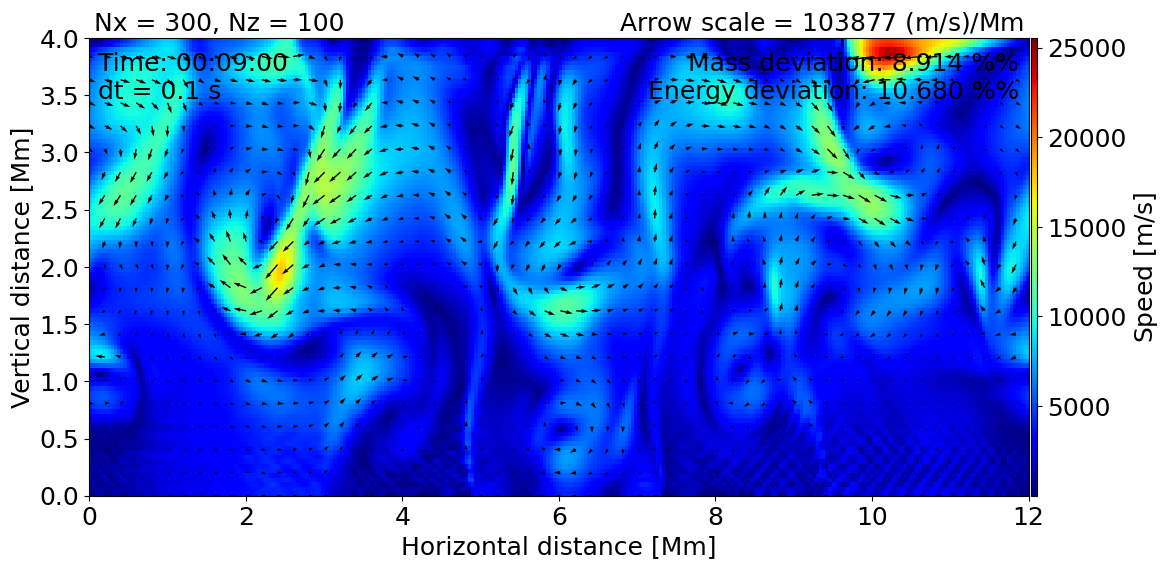 Nx = 300, Nz = 100
Arrow scale = 103877 (m/s)/Mm
Time: 00:09:00
Mass deviation: 8.914 %%
dt = 0.1 s
Energy deviation: 10.680 %%
4.0
3.5
3.0
2.5
2.0
1.5
1.0
0.5
0.0
Vertical distance [Mm]
0 2 4 6 8 10 12
Horizontal distance [Mm]
25000
20000
15000
10000
5000
Speed [m/s]